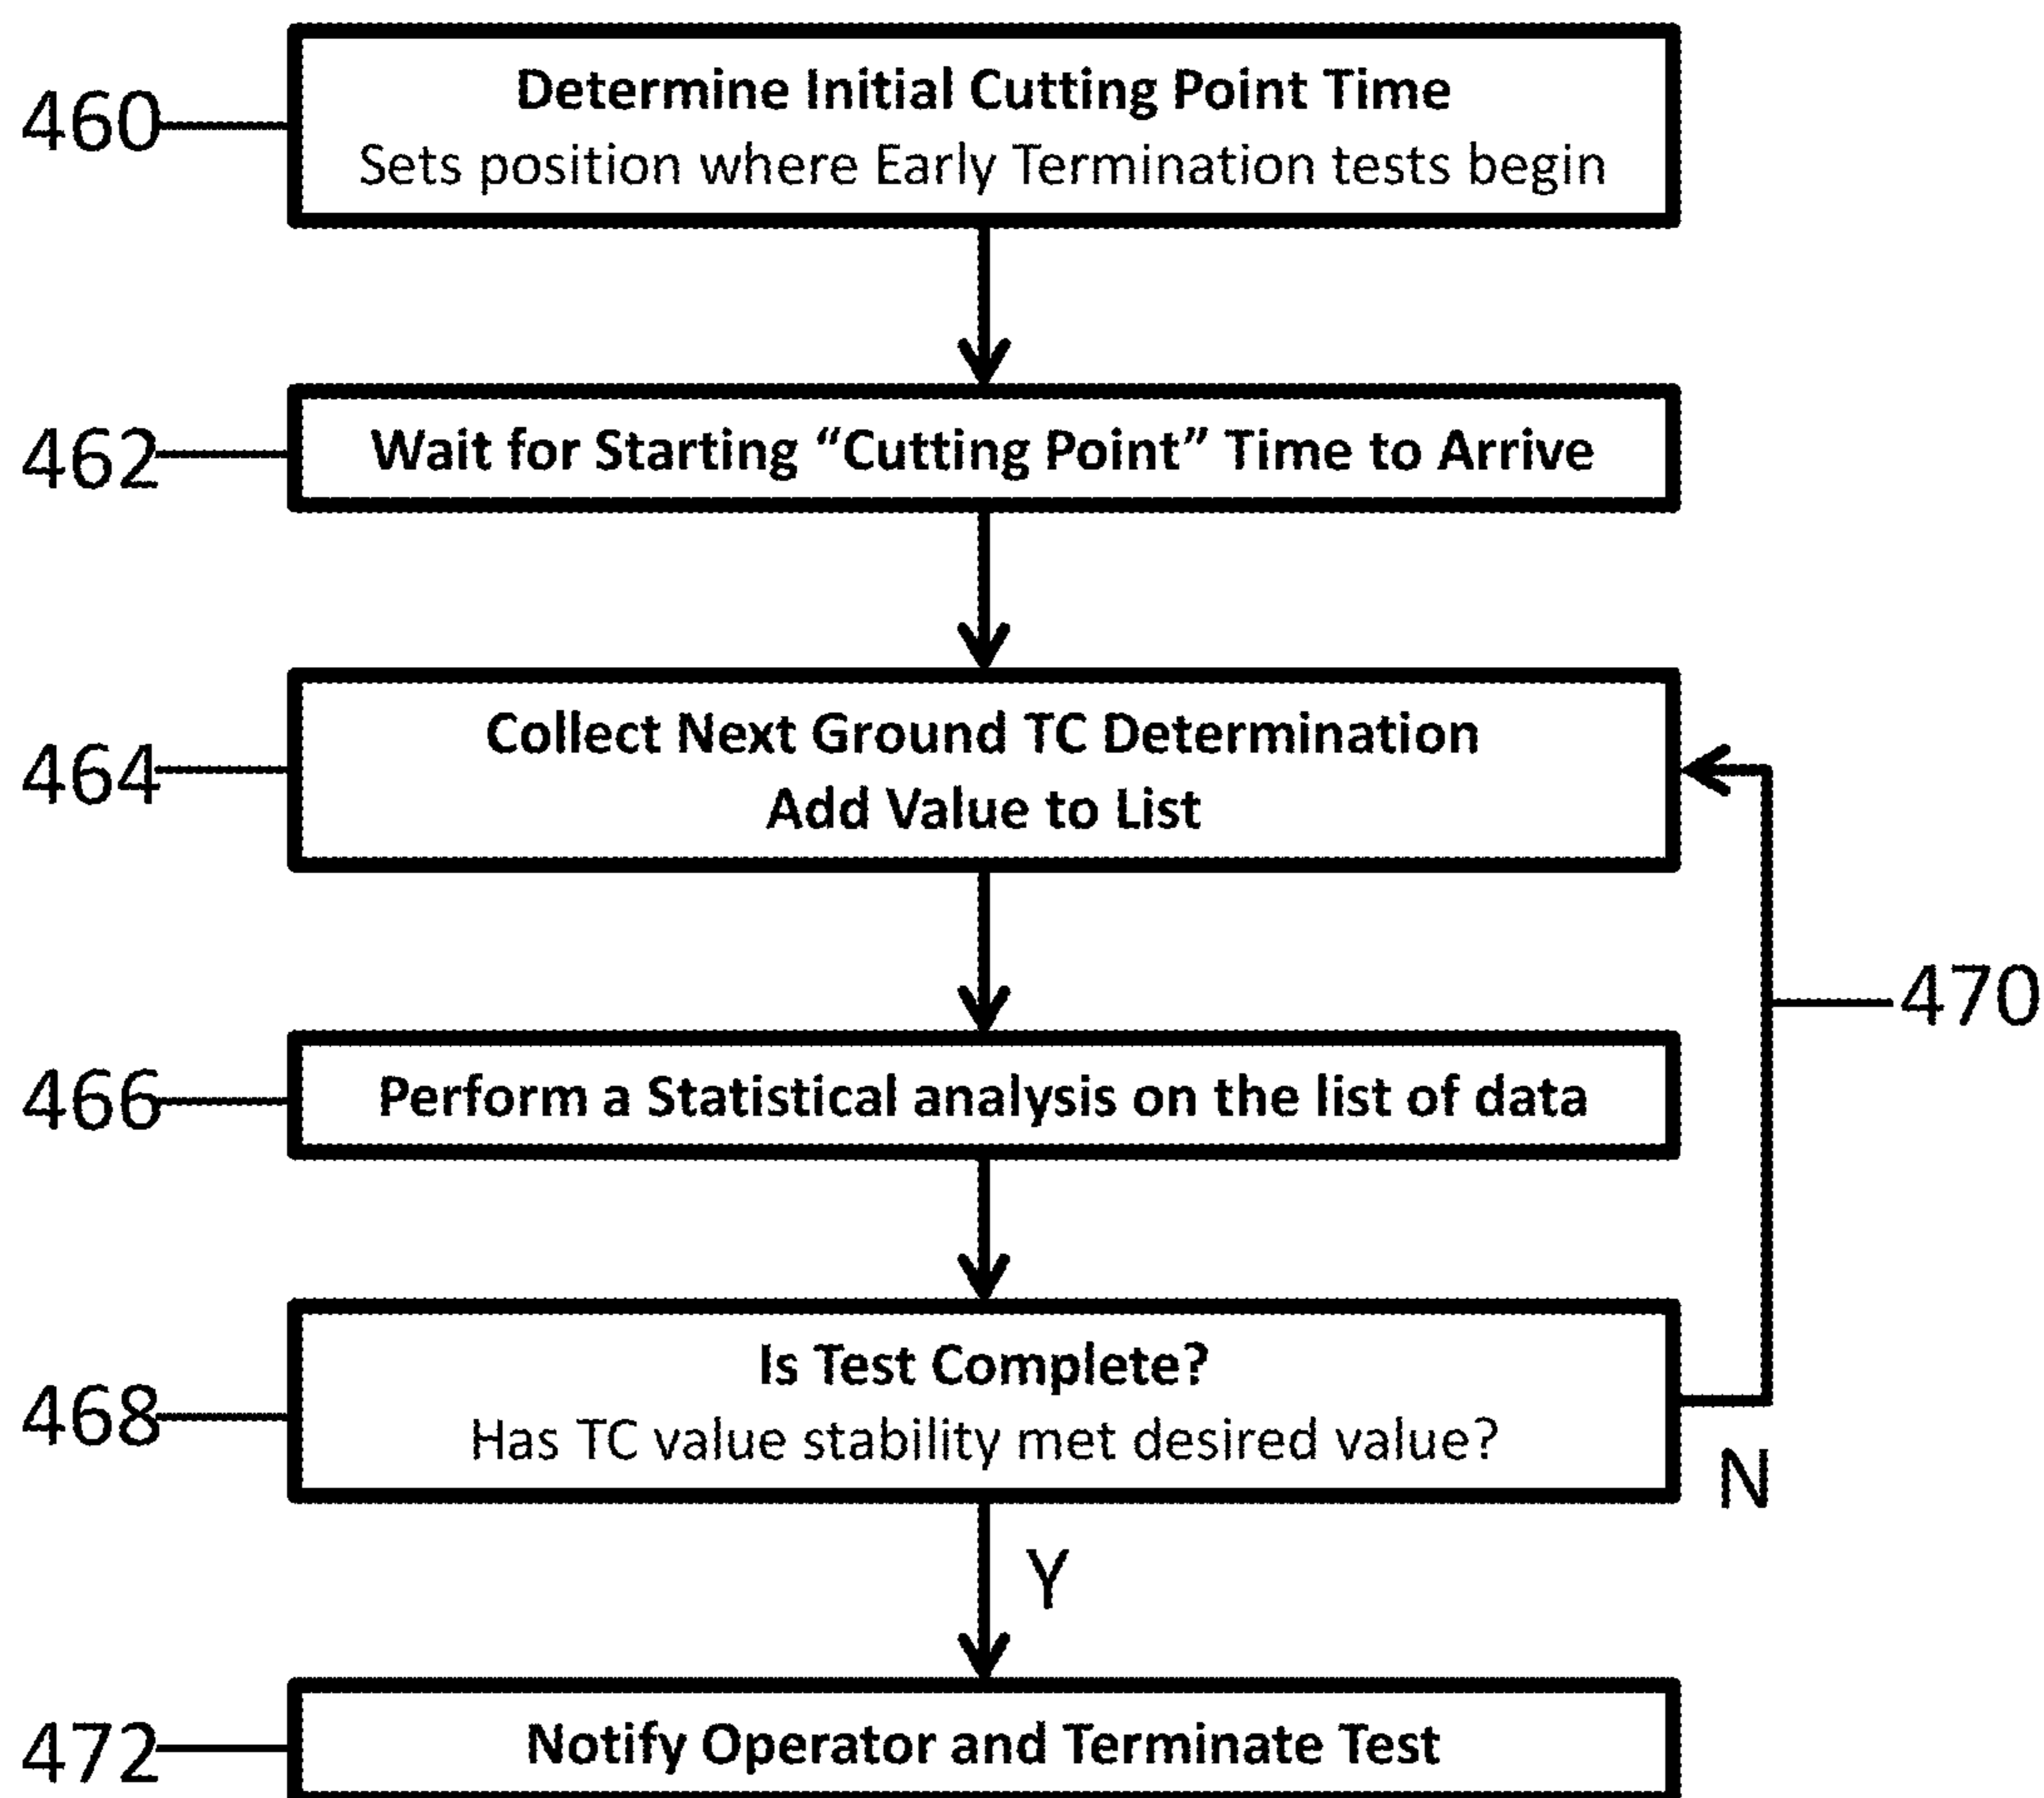 460
Determine Initial Cutting Point Time
Sets position where Early Termination tests begin
462
Wait for Starting “Cutting Point” Time to Arrive
464
Collect Next Ground TC Determination
Add Value to List
470
466
Perform a Statistical analysis on the list of data
468
Is Test Complete?
Has TC value stability met desired value?
N
Y
472
Notify Operator and Terminate Test